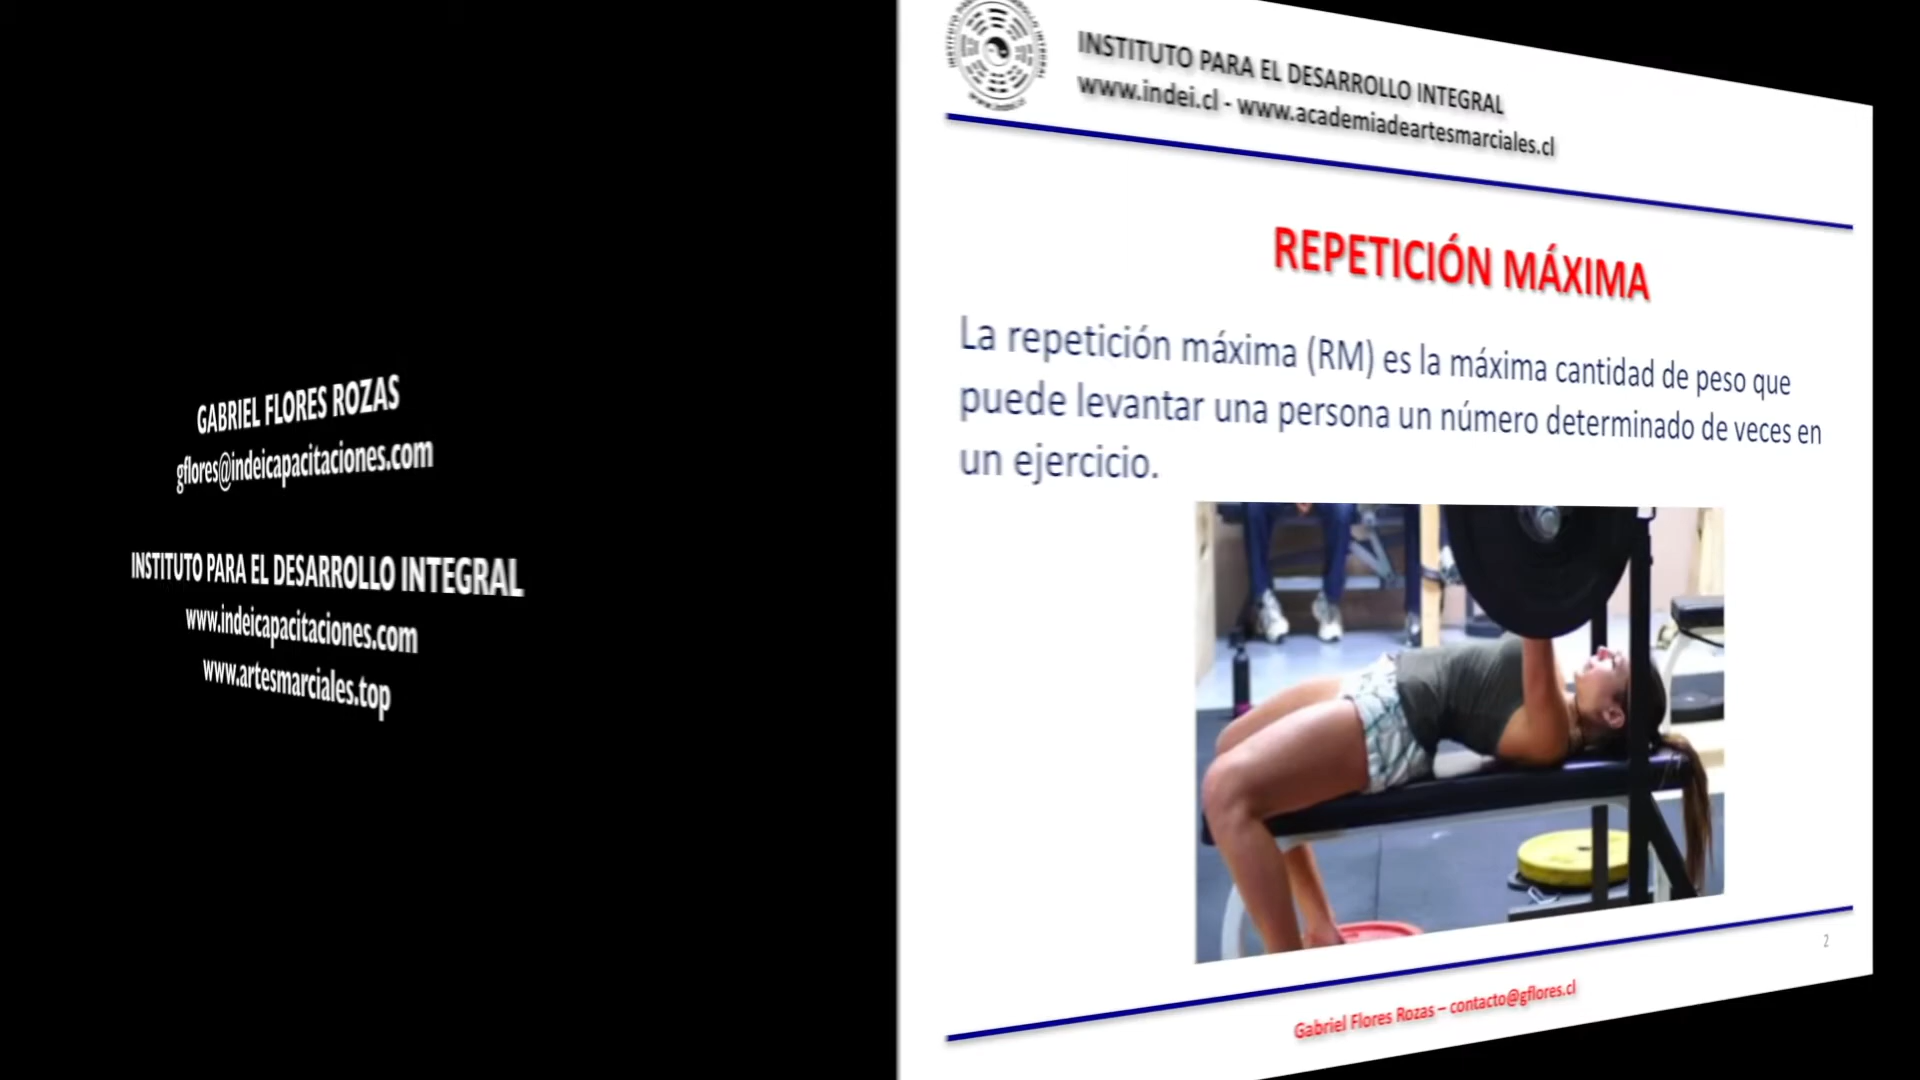 GABRIEL FLORES ROZAS
gflores@indeicapacitaciones.com
INSTITUTO PARA EL DESARROLLO INTEGRAL
www.indeicapacitaciones.com
www.artesmarciales.top
INSTITUTO PARA EL DESARROLLO INTEGRAL
www.indei.cl - www.academiadeartesmarciales.cl
REPETICIÓN MÁXIMA
La repetición máxima (RM) es la máxima cantidad de peso que
puede levantar una persona un número determinado de veces en
un ejercicio.
2
Gabriel Flores Rozas – contacto@gflores.cl